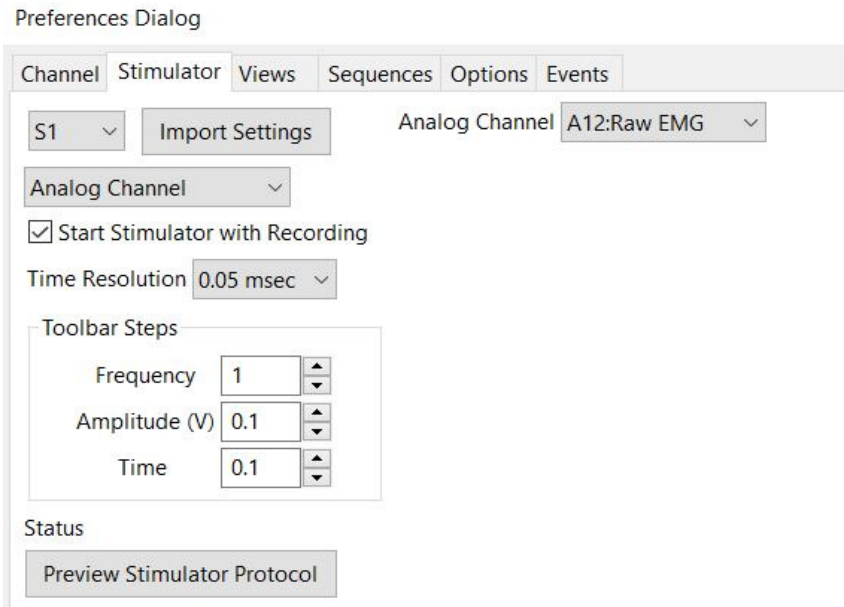 Preferences Dialog
Channel Stimulator Views Sequences Options Events
S1 Import Settings Analog Channel A12:Raw EMG
Analog Channel
Start Stimulator with Recording
Time Resolution 0.05 msec
Toolbar Steps
Frequency 1
Amplitude (V) 0.1
Time 0.1
Status
Preview Stimulator Protocol